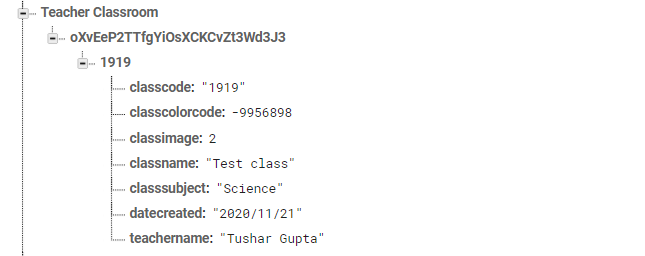 Teacher Classroom
oXvEeP2TTfgYiOsXCKCvZt3Wd3J3
1919
classcode: "1919"
classcolorcode: -9956898
classimage: 2
classname: "Test class"
classsubject: "Science"
datecreated: "2020/11/21"
teachername: "Tushar Gupta"